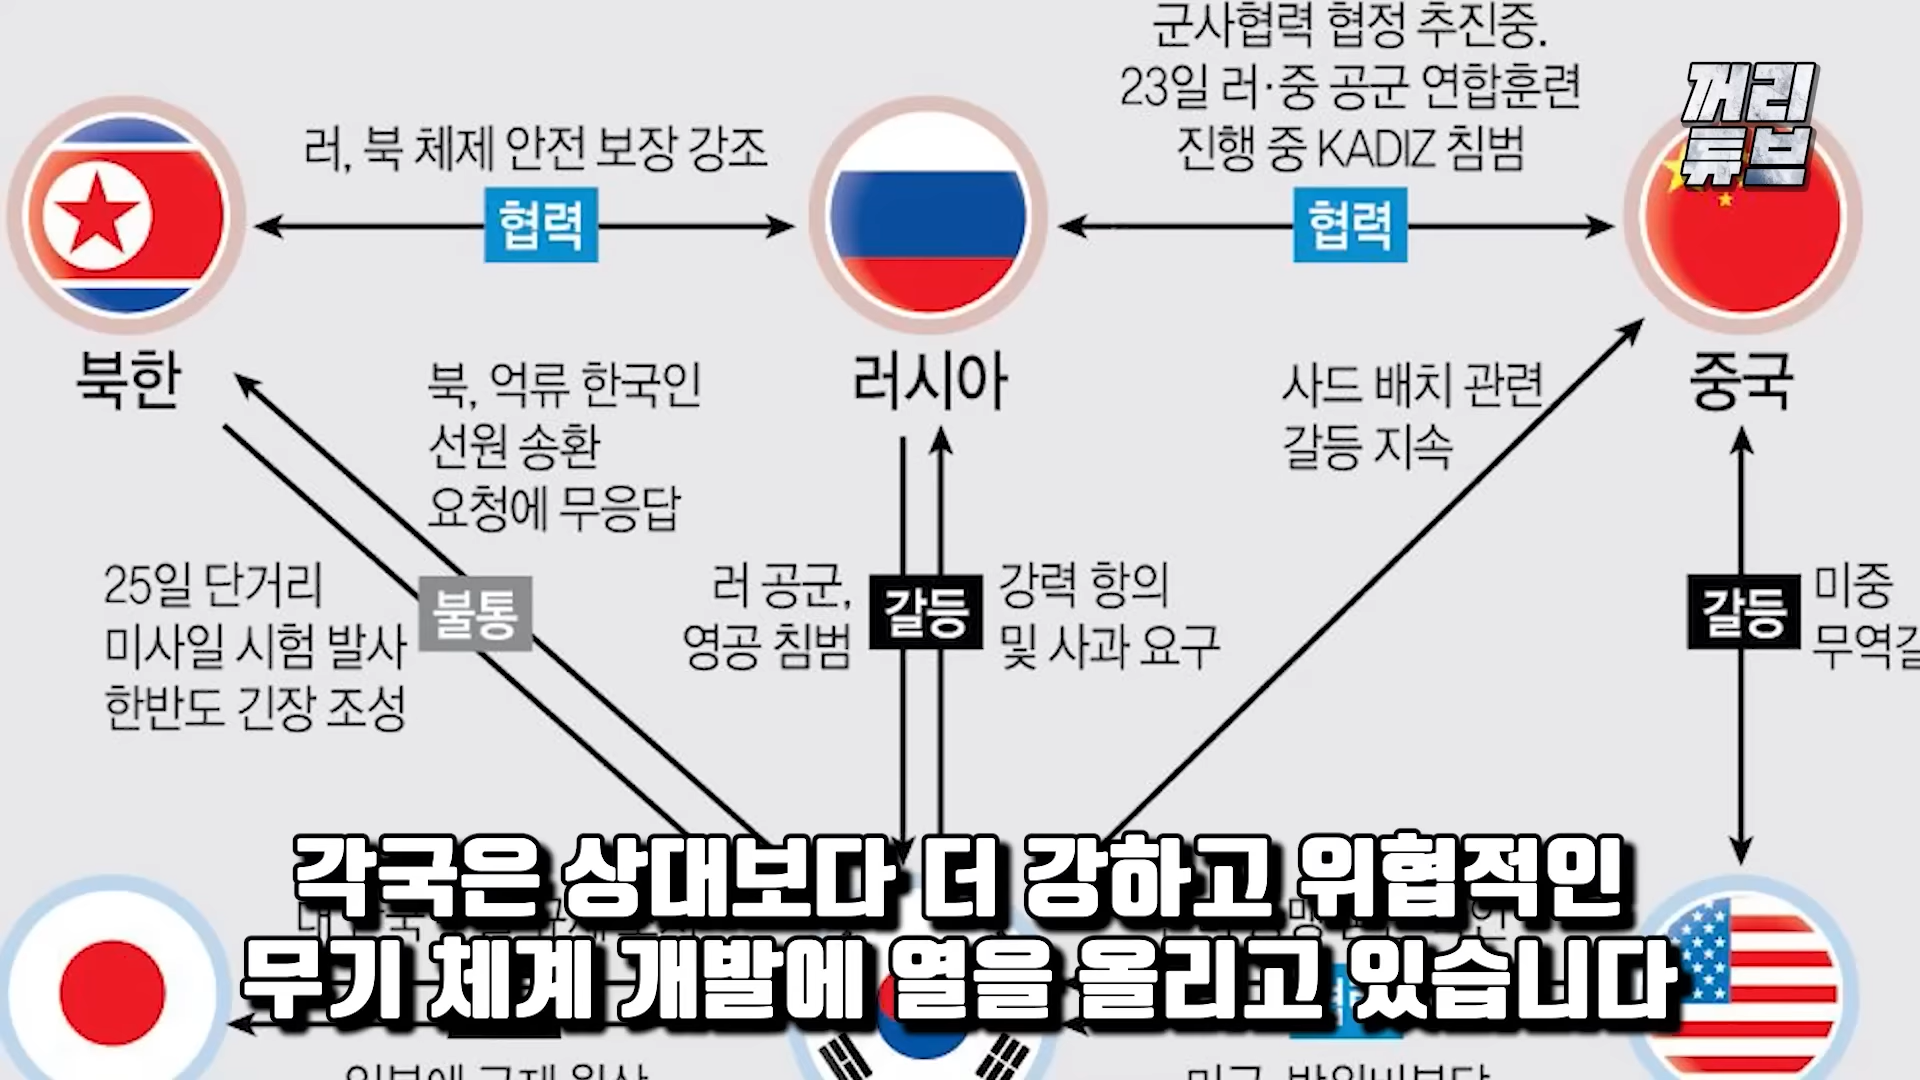 군사협력 협정 추진중.
23일 러·중 공군 연합훈련
진행 중 KADIZ 침범
꺼리
튜브
러, 북 체제 안전 보장 강조
협력
협력
북한
러시아
중국
북, 억류 한국인
선원 송환
요청에 무응답
사드 배치 관련
갈등 지속
25일 단거리
미사일 시험 발사
한반도 긴장 조성
불통
러 공군,
영공 침범
갈등
강력 항의
및 사과 요구
갈등
미중
각국은 상대보다 더 강하고 위협적인
무기 체계 개발에 열을 올리고 있습니다